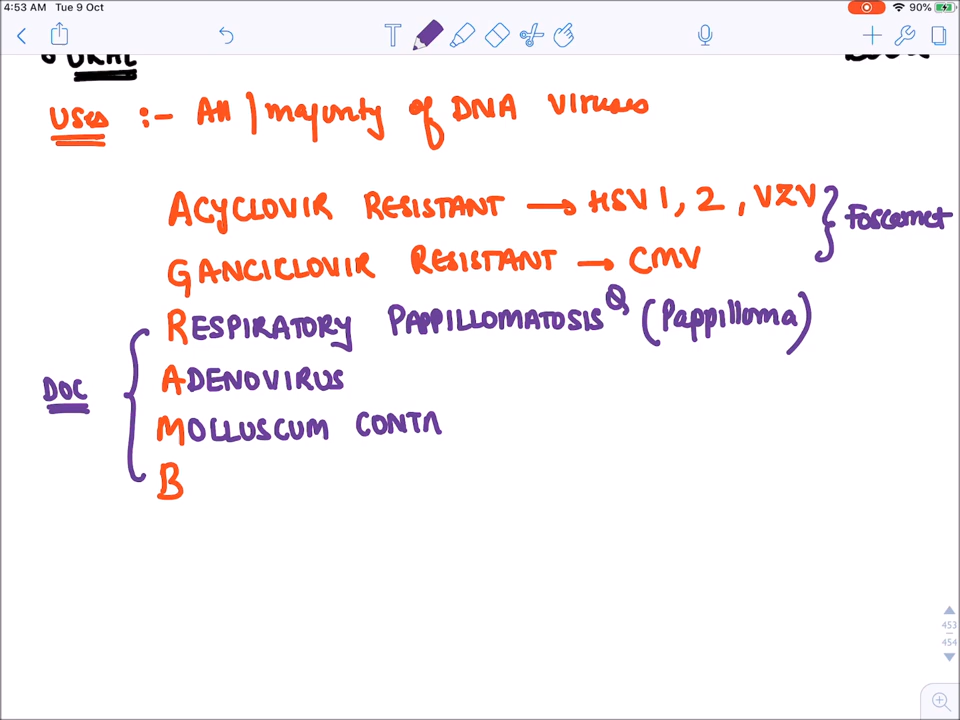 4:53 AM Tue 9 Oct 90%
T
USES :- All / majority of DNA viruses
ACYCLOVIR RESISTANT → HSV 1, 2, VZV
Foscarnet
GANCICLOVIR RESISTANT → CMV
RESPIRATORY PAPPILLOMATOSIS Q (Pappilloma)
ADENOVIRUS
DOC
MOLLUSCUM CONTA
B
453
454